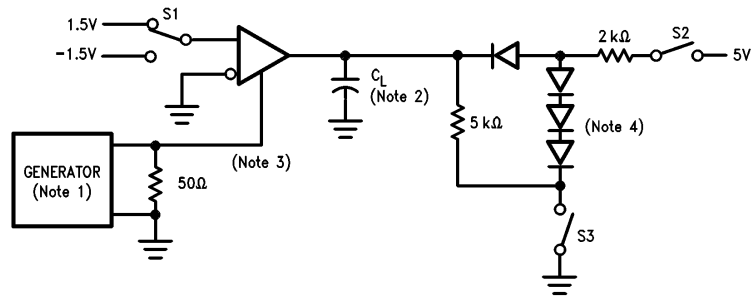 S1
1.5V
-1.5V
S2
2 kΩ
5V
C_L
(Note 2)
5 kΩ
(Note 4)
(Note 3)
GENERATOR
(Note 1)
50Ω
S3